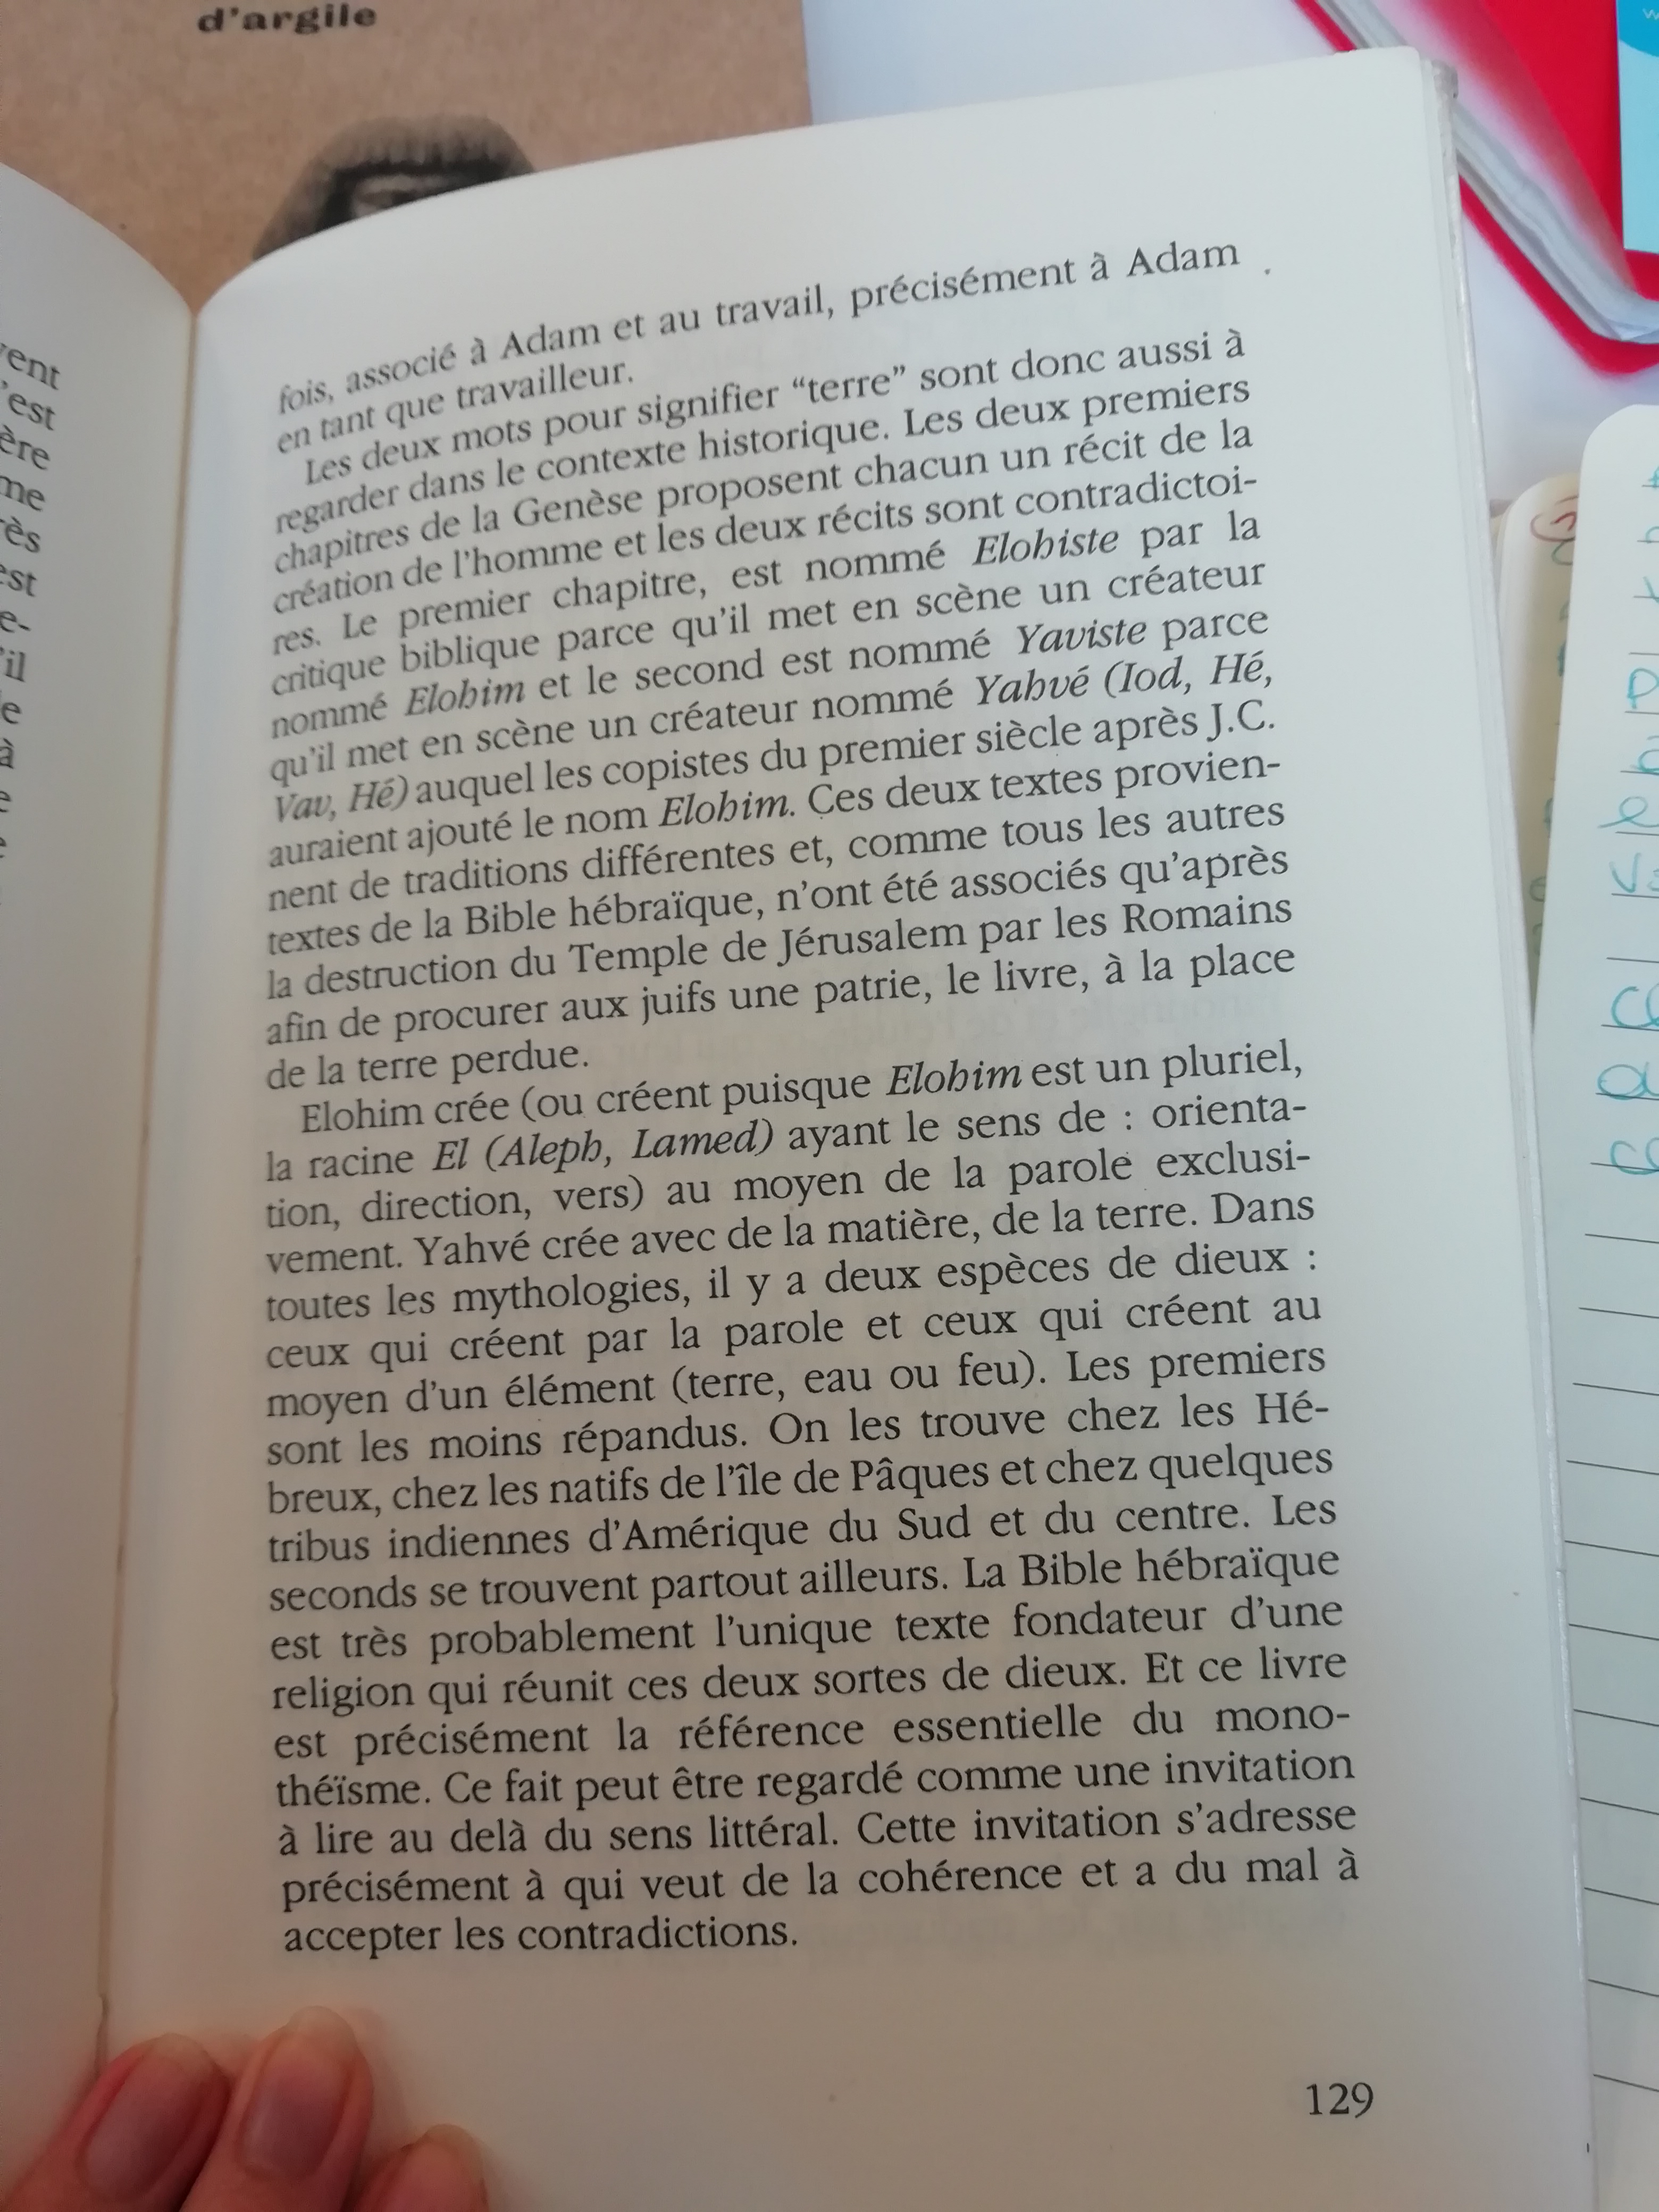 d'argile
vent
'est
ère
me
rès
est
e-
'il
e
à
e
e
fois, associé à Adam et au travail, précisément à Adam
en tant que travailleur.
Les deux mots pour signifier “terre” sont donc aussi à
regarder dans le contexte historique. Les deux premiers
chapitres de la Genèse proposent chacun un récit de la
création de l'homme et les deux récits sont contradictoi-
res. Le premier chapitre, est nommé Elohiste par la
critique biblique parce qu'il met en scène un créateur
nommé Elohim et le second est nommé Yaviste parce
qu'il met en scène un créateur nommé Yahvé (Iod, Hé,
Vav, Hé) auquel les copistes du premier siècle après J.C.
auraient ajouté le nom Elohim. Ces deux textes provien-
nent de traditions différentes et, comme tous les autres
textes de la Bible hébraïque, n'ont été associés qu'après
la destruction du Temple de Jérusalem par les Romains
afin de procurer aux juifs une patrie, le livre, à la place
de la terre perdue.
Elohim crée (ou créent puisque Elohim est un pluriel,
la racine El (Aleph, Lamed) ayant le sens de : orienta-
tion, direction, vers) au moyen de la parole exclusi-
vement. Yahvé crée avec de la matière, de la terre. Dans
toutes les mythologies, il y a deux espèces de dieux :
ceux qui créent par la parole et ceux qui créent au
moyen d'un élément (terre, eau ou feu). Les premiers
sont les moins répandus. On les trouve chez les Hé-
breux, chez les natifs de l'île de Pâques et chez quelques
tribus indiennes d'Amérique du Sud et du centre. Les
seconds se trouvent partout ailleurs. La Bible hébraïque
est très probablement l'unique texte fondateur d'une
religion qui réunit ces deux sortes de dieux. Et ce livre
est précisément la référence essentielle du mono-
théïsme. Ce fait peut être regardé comme une invitation
à lire au delà du sens littéral. Cette invitation s'adresse
précisément à qui veut de la cohérence et a du mal à
accepter les contradictions.
129